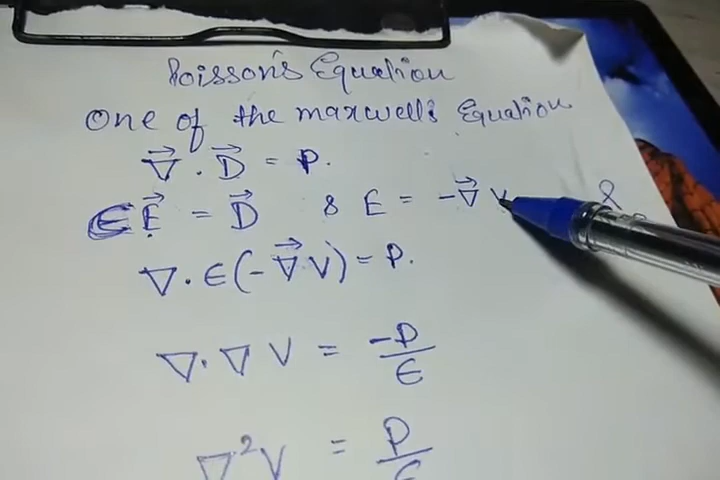 Poisson's Equation
One of the maxwell's Equation
∇⃗ . D⃗ = ρ.
ϵE⃗ = D⃗ & E = -∇⃗ V &
∇ . ϵ(-∇⃗ V) = ρ.
∇ . ∇ V = -ρ/ϵ
∇²V = ρ/ϵ